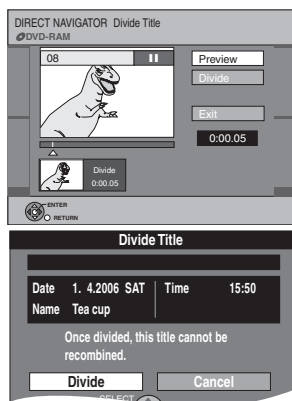 DIRECT NAVIGATOR Divide Title
DVD-RAM
08
Preview
Divide
Exit
0:00.05
Divide
0:00.05
ENTER
RETURN
Divide Title
Date 1. 4.2006 SAT Time 15:50
Name Tea cup
Once divided, this title cannot be
recombined.
Divide Cancel
SELECT